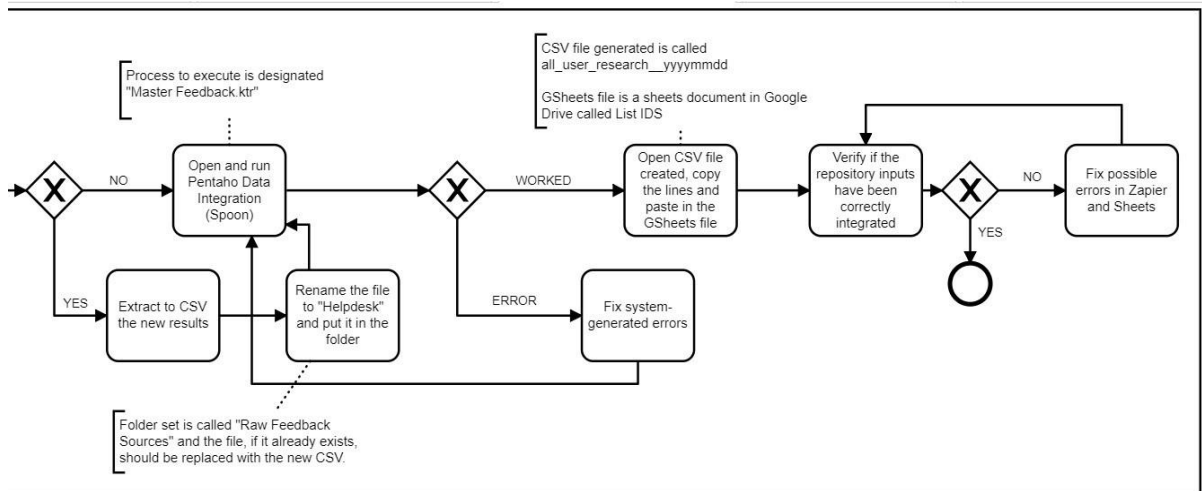 CSV file generated is called
all_user_research__yyyymmdd
GSheets file is a sheets document in Google
Drive called List IDS
Process to execute is designated
"Master Feedback.ktr"
X
NO
Open and run
Pentaho Data
Integration
(Spoon)
X
WORKED
Open CSV file
created, copy
the lines and
paste in the
GSheets file
Verify if the
repository inputs
have been
correctly
integrated
X
NO
Fix possible
errors in Zapier
and Sheets
YES
YES
Extract to CSV
the new results
Rename the file
to "Helpdesk"
and put it in the
folder
ERROR
Fix system-
generated errors
Folder set is called "Raw Feedback
Sources" and the file, if it already exists,
should be replaced with the new CSV.